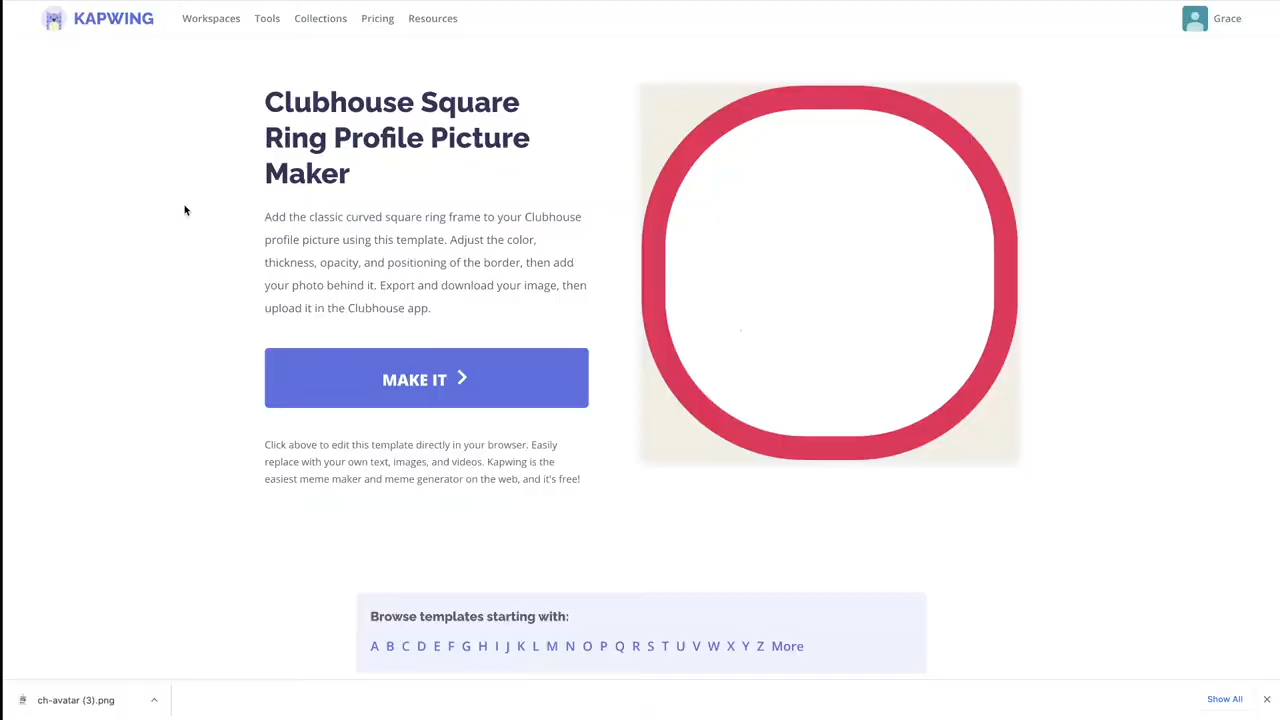 KAPWING Workspaces Tools Collections Pricing Resources Grace
Clubhouse Square
Ring Profile Picture
Maker
Add the classic curved square ring frame to your Clubhouse
profile picture using this template. Adjust the color,
thickness, opacity, and positioning of the border, then add
your photo behind it. Export and download your image, then
upload it in the Clubhouse app.
MAKE IT
Click above to edit this template directly in your browser. Easily
replace with your own text, images, and videos. Kapwing is the
easiest meme maker and meme generator on the web, and it's free!
Browse templates starting with:
A B C D E F G H I J K L M N O P Q R S T U V W X Y Z More
ch-avatar (3).png Show All